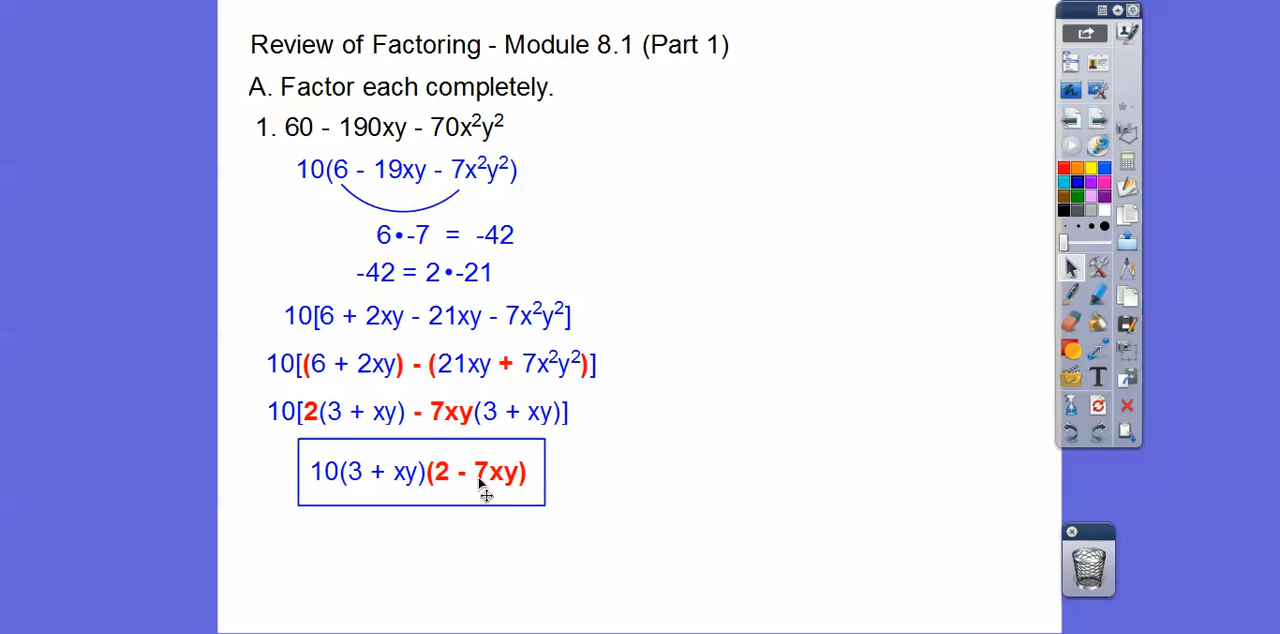 Review of Factoring - Module 8.1 (Part 1)
A. Factor each completely.
1. 60 - 190xy - 70x²y²
10(6 - 19xy - 7x²y²)
6•-7 = -42
-42 = 2•-21
10[6 + 2xy - 21xy - 7x²y²]
10[(6 + 2xy) - (21xy + 7x²y²)]
10[2(3 + xy) - 7xy(3 + xy)]
10(3 + xy)(2 - 7xy)